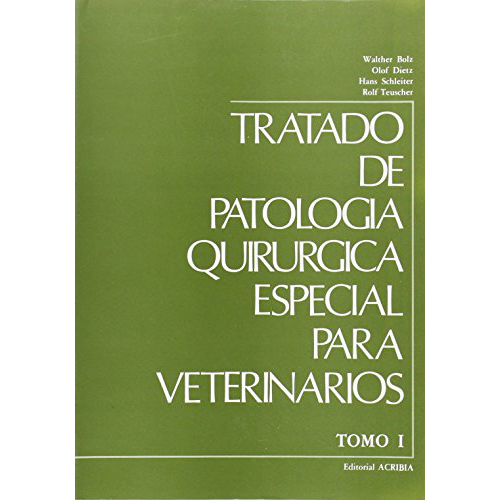 Walther Bolz
Olof Dietz
Hans Schleiter
Rolf Teuscher
TRATADO
DE
PATOLOGIA
QUIRURGICA
ESPECIAL
PARA
VETERINARIOS
TOMO I
Editorial ACRIBIA